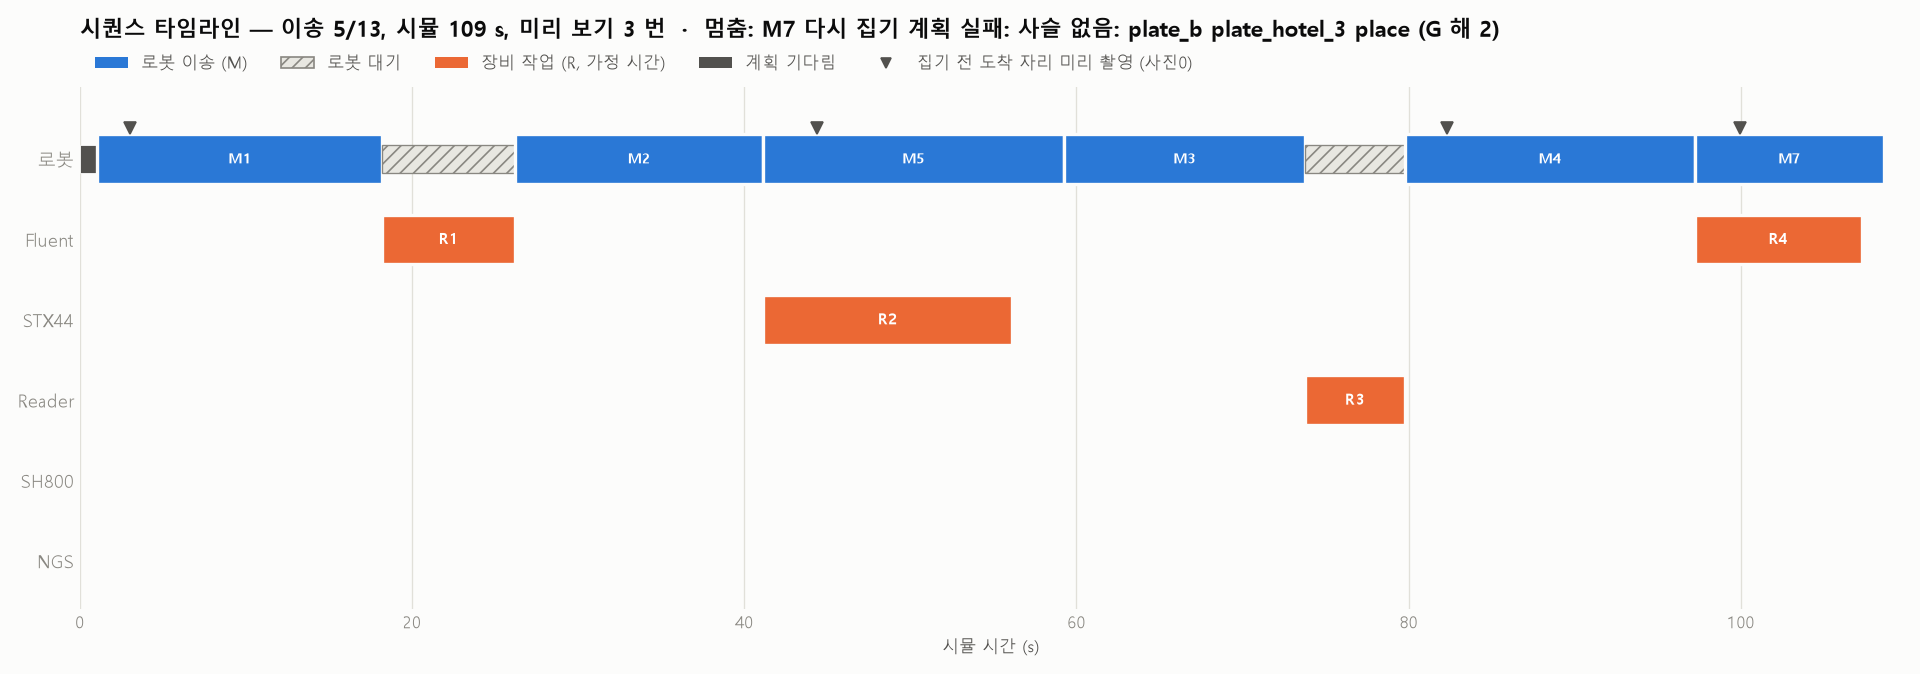 시퀀스 타임라인 — 이송 5/13, 시뮬 109 s, 미리 보기 3 번 · 멈춤: M7 다시 집기 계획 실패: 사슬 없음: plate_b plate_hotel_3 place (G 해 2)
로봇 이송 (M) 로봇 대기 장비 작업 (R, 가정 시간) 계획 기다림 집기 전 도착 자리 미리 촬영 (사진0)
로봇 M1 M2 M5 M3 M4 M7
Fluent R1 R4
STX44 R2
Reader R3
SH800
NGS
0 20 40 60 80 100
시뮬 시간 (s)